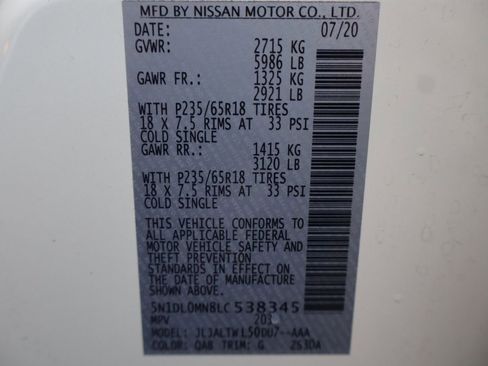 MFD BY NISSAN MOTOR CO., LTD.
DATE: 07/20
GVWR: 2715 KG
5986 LB
GAWR FR.: 1325 KG
2921 LB
WITH P235/65R18 TIRES
18 X 7.5 RIMS AT 33 PSI
COLD SINGLE
GAWR RR.: 1415 KG
3120 LB
WITH P235/65R18 TIRES
18 X 7.5 RIMS AT 33 PSI
COLD SINGLE
THIS VEHICLE CONFORMS TO
ALL APPLICABLE FEDERAL
MOTOR VEHICLE SAFETY AND
THEFT PREVENTION
STANDARDS IN EFFECT ON
THE DATE OF MANUFACTURE
SHOWN ABOVE.
5N1DL0MN8LC538345
MPV
COLOR: QAB TRIM: G